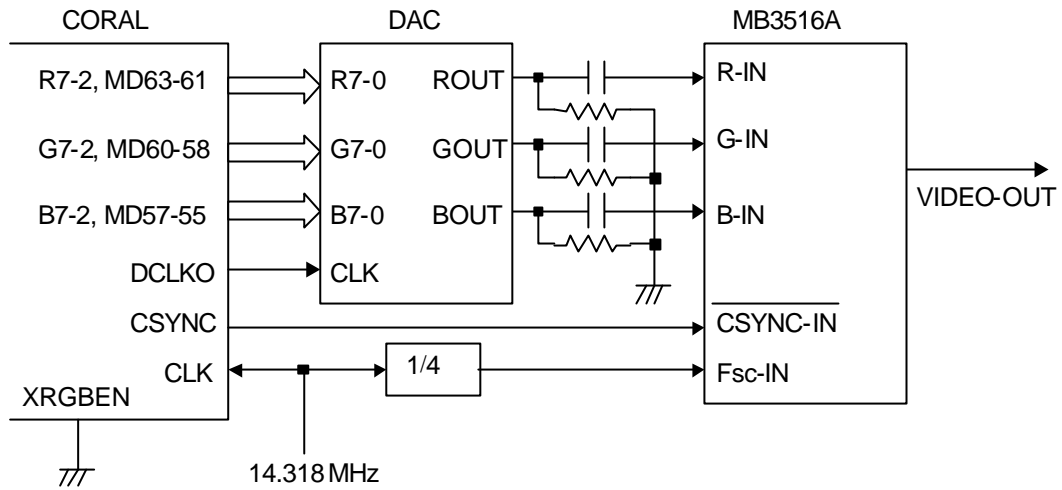 CORAL DAC MB3516A
R7-2, MD63-61 R7-0 ROUT R-IN
G7-2, MD60-58 G7-0 GOUT G-IN
B7-2, MD57-55 B7-0 BOUT B-IN
VIDEO-OUT
DCLKO CLK
CSYNC CSYNC-IN
CLK 1/4 Fsc-IN
XRGBEN
14.318 MHz